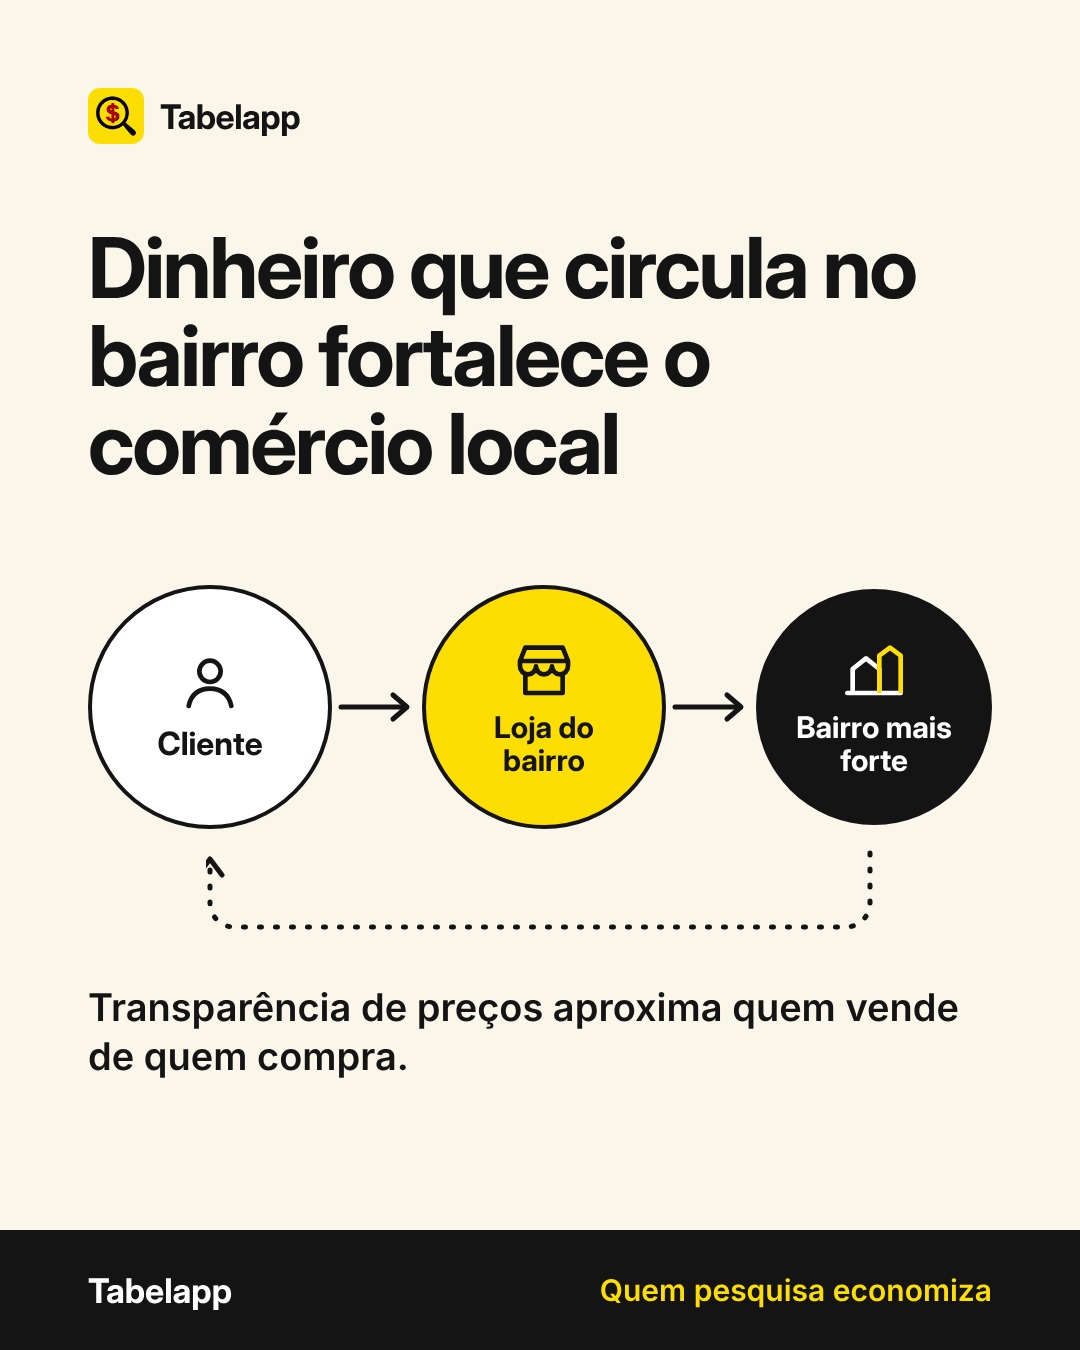 $
Tabelapp
Dinheiro que circula no
bairro fortalece o
comércio local
Cliente
Loja do
bairro
Bairro mais
forte
Transparência de preços aproxima quem vende
de quem compra.
Tabelapp
Quem pesquisa economiza